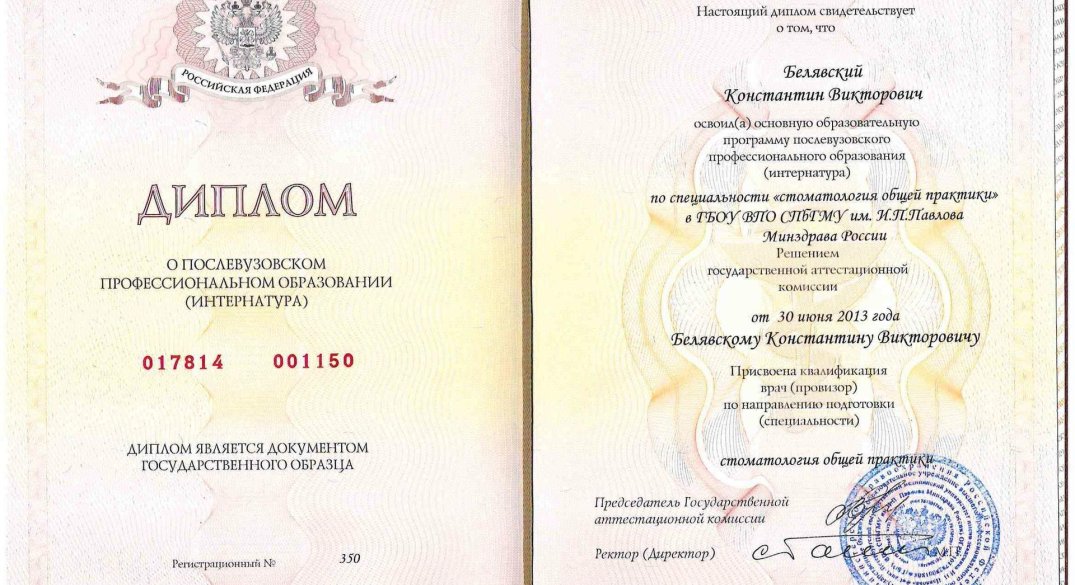 РОССИЙСКАЯ ФЕДЕРАЦИЯ
ДИПЛОМ
О ПОСЛЕВУЗОВСКОМ
ПРОФЕССИОНАЛЬНОМ ОБРАЗОВАНИИ
(ИНТЕРНАТУРА)
017814 001150
ДИПЛОМ ЯВЛЯЕТСЯ ДОКУМЕНТОМ
ГОСУДАРСТВЕННОГО ОБРАЗЦА
Регистрационный № 350
Настоящий диплом свидетельствует
о том, что
Белявский
Константин Викторович
освоил(а) основную образовательную
программу послевузовского
профессионального образования
(интернатура)
по специальности «стоматология общей практики»
в ГБОУ ВПО СПбГМУ им. И.П.Павлова
Минздрава России
Решением
государственной аттестационной
комиссии
от 30 июня 2013 года
Белявскому Константину Викторовичу
Присвоена квалификация
врач (провизор)
по направлению подготовки
(специальности)
стоматология общей практики
Председатель Государственной
аттестационной комиссии
Ректор (Директор)
М.П.